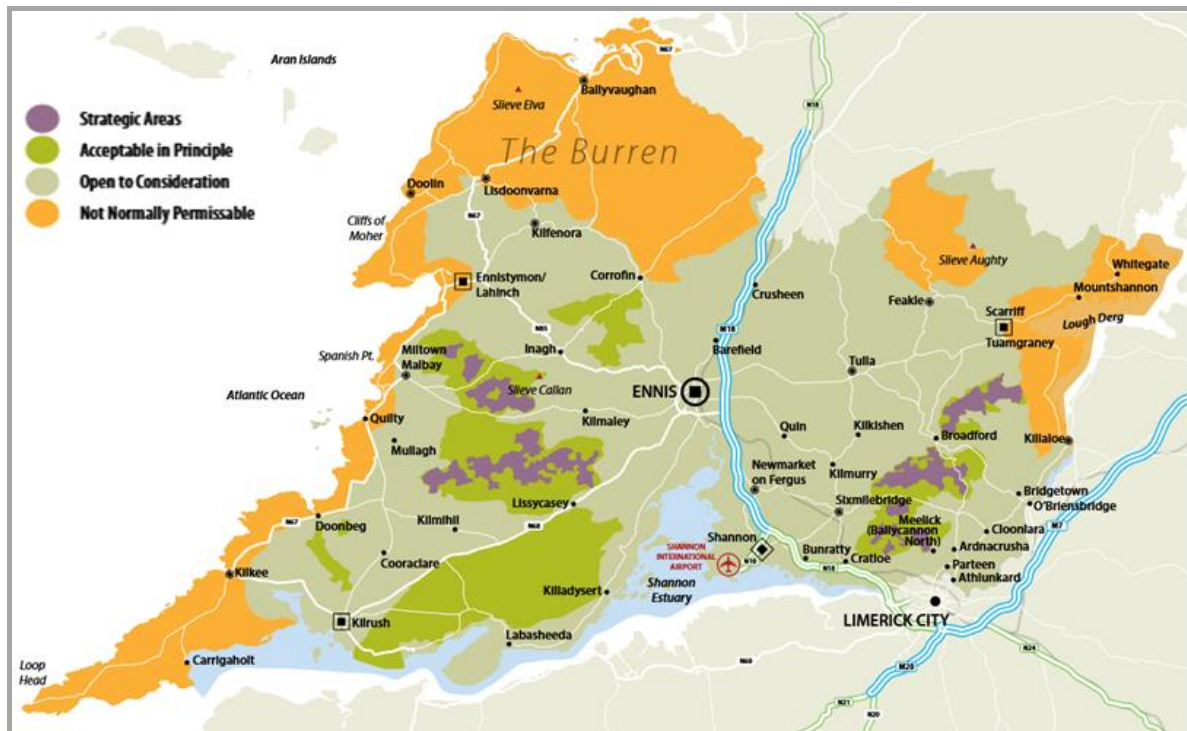 Aran Islands
Strategic Areas
Acceptable in Principle
Open to Consideration
Not Normally Permissable
N67
N18
Slieve Elva
Ballyvaughan
The Burren
Doolin
Lisdoonvarna
Cliffs of
Moher
N67
Kilfenora
Ennistymon/
Lahinch
Corrofin
Crusheen
Slieve Aughty
Whitegate
Mountshannon
Feakle
Scarriff
Lough Derg
Tuamgraney
N85
M18
Spanish Pt.
Miltown
Malbay
Inagh
Barefield
Tulla
Slieve Callan
Atlantic Ocean
ENNIS
Quilty
Kilmaley
Mullagh
Quin
Kilkishen
Broadford
Killaloe
Newmarket
on Fergus
Kilmurry
Lissycasey
Sixmilebridge
Bridgetown
O'Briensbridge
N67
Doonbeg
Kilmihil
N68
Meelick
(Ballycannon
North)
Cloonlara
M7
Shannon
SHANNON
INTERNATIONAL
AIRPORT
N19
Bunratty
Cratloe
N18
Ardnacrusha
Parteen
Athlunkard
Cooraclare
Kilkee
Killadysert
Shannon
Estuary
Kilrush
LIMERICK CITY
Labasheeda
Loop
Head
Carrigaholt
N69
M20
N24
N21
N20